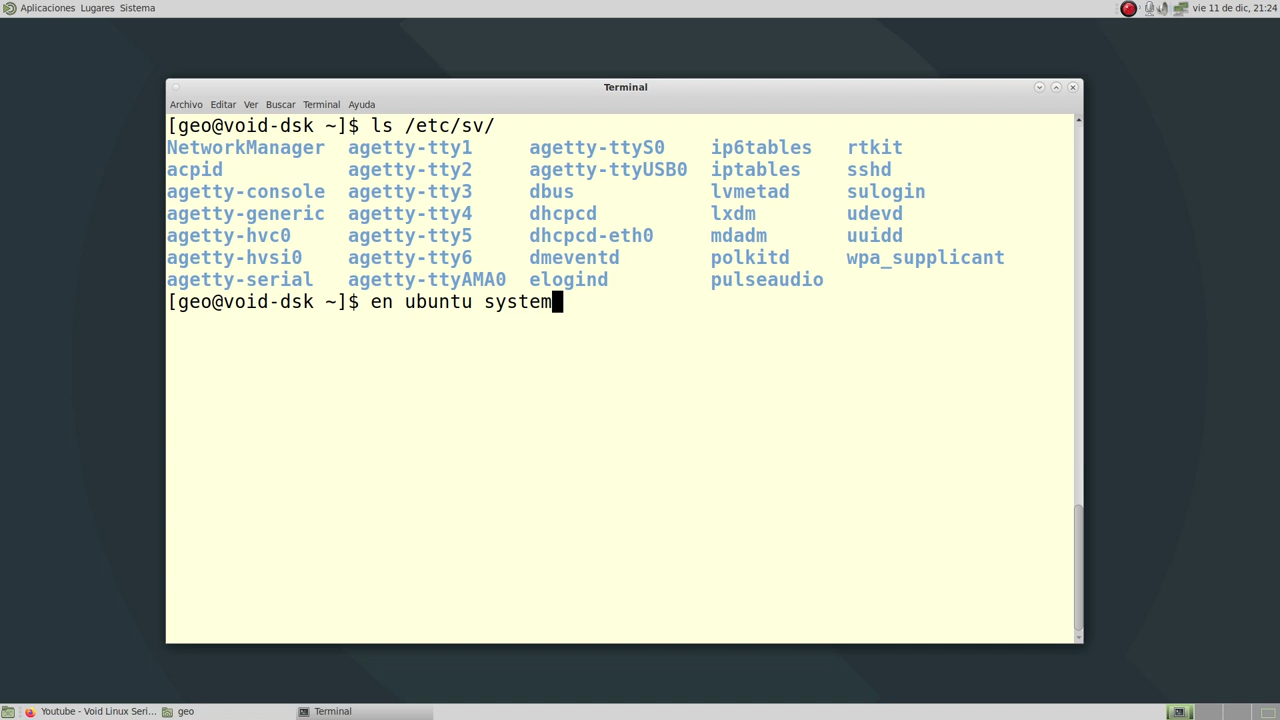 Aplicaciones Lugares Sistema vie 11 de dic, 21:24
Terminal
Archivo Editar Ver Buscar Terminal Ayuda
[geo@void-dsk ~]$ ls /etc/sv/
NetworkManager agetty-tty1 agetty-ttyS0 ip6tables rtkit
acpid agetty-tty2 agetty-ttyUSB0 iptables sshd
agetty-console agetty-tty3 dbus lvmetad sulogin
agetty-generic agetty-tty4 dhcpcd lxdm udevd
agetty-hvc0 agetty-tty5 dhcpcd-eth0 mdadm uuidd
agetty-hvsi0 agetty-tty6 dmeventd polkitd wpa_supplicant
agetty-serial agetty-ttyAMA0 elogind pulseaudio
[geo@void-dsk ~]$ en ubuntu system
Youtube - Void Linux Seri... geo Terminal